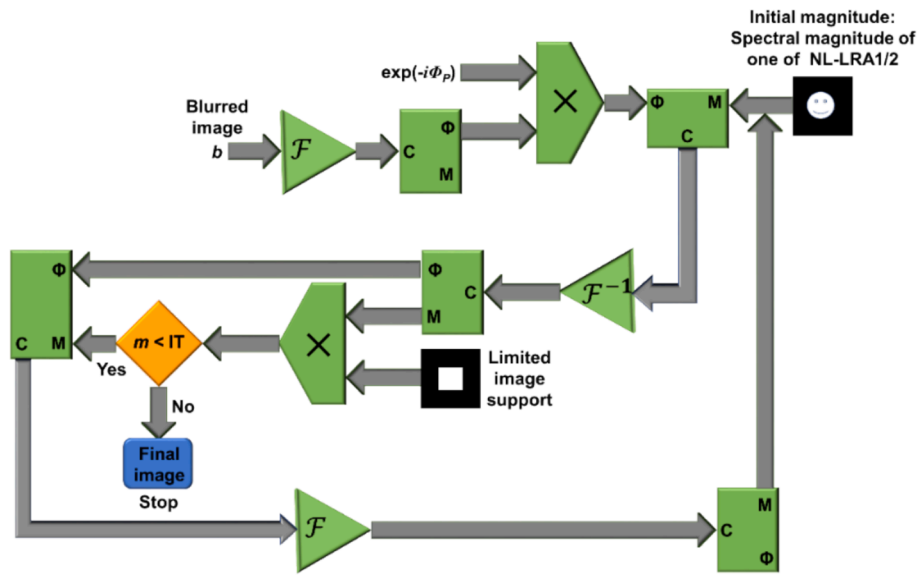 Initial magnitude:
Spectral magnitude of
one of NL-LRA1/2
exp(-iΦP)
×
Φ M
C
Blurred
image
b
ℱ
C
Φ
M
Φ
C
M
ℱ⁻¹
Φ
C
M
×
m < IT
Yes
No
Limited
image
support
Final
image
Stop
ℱ
C
M
Φ